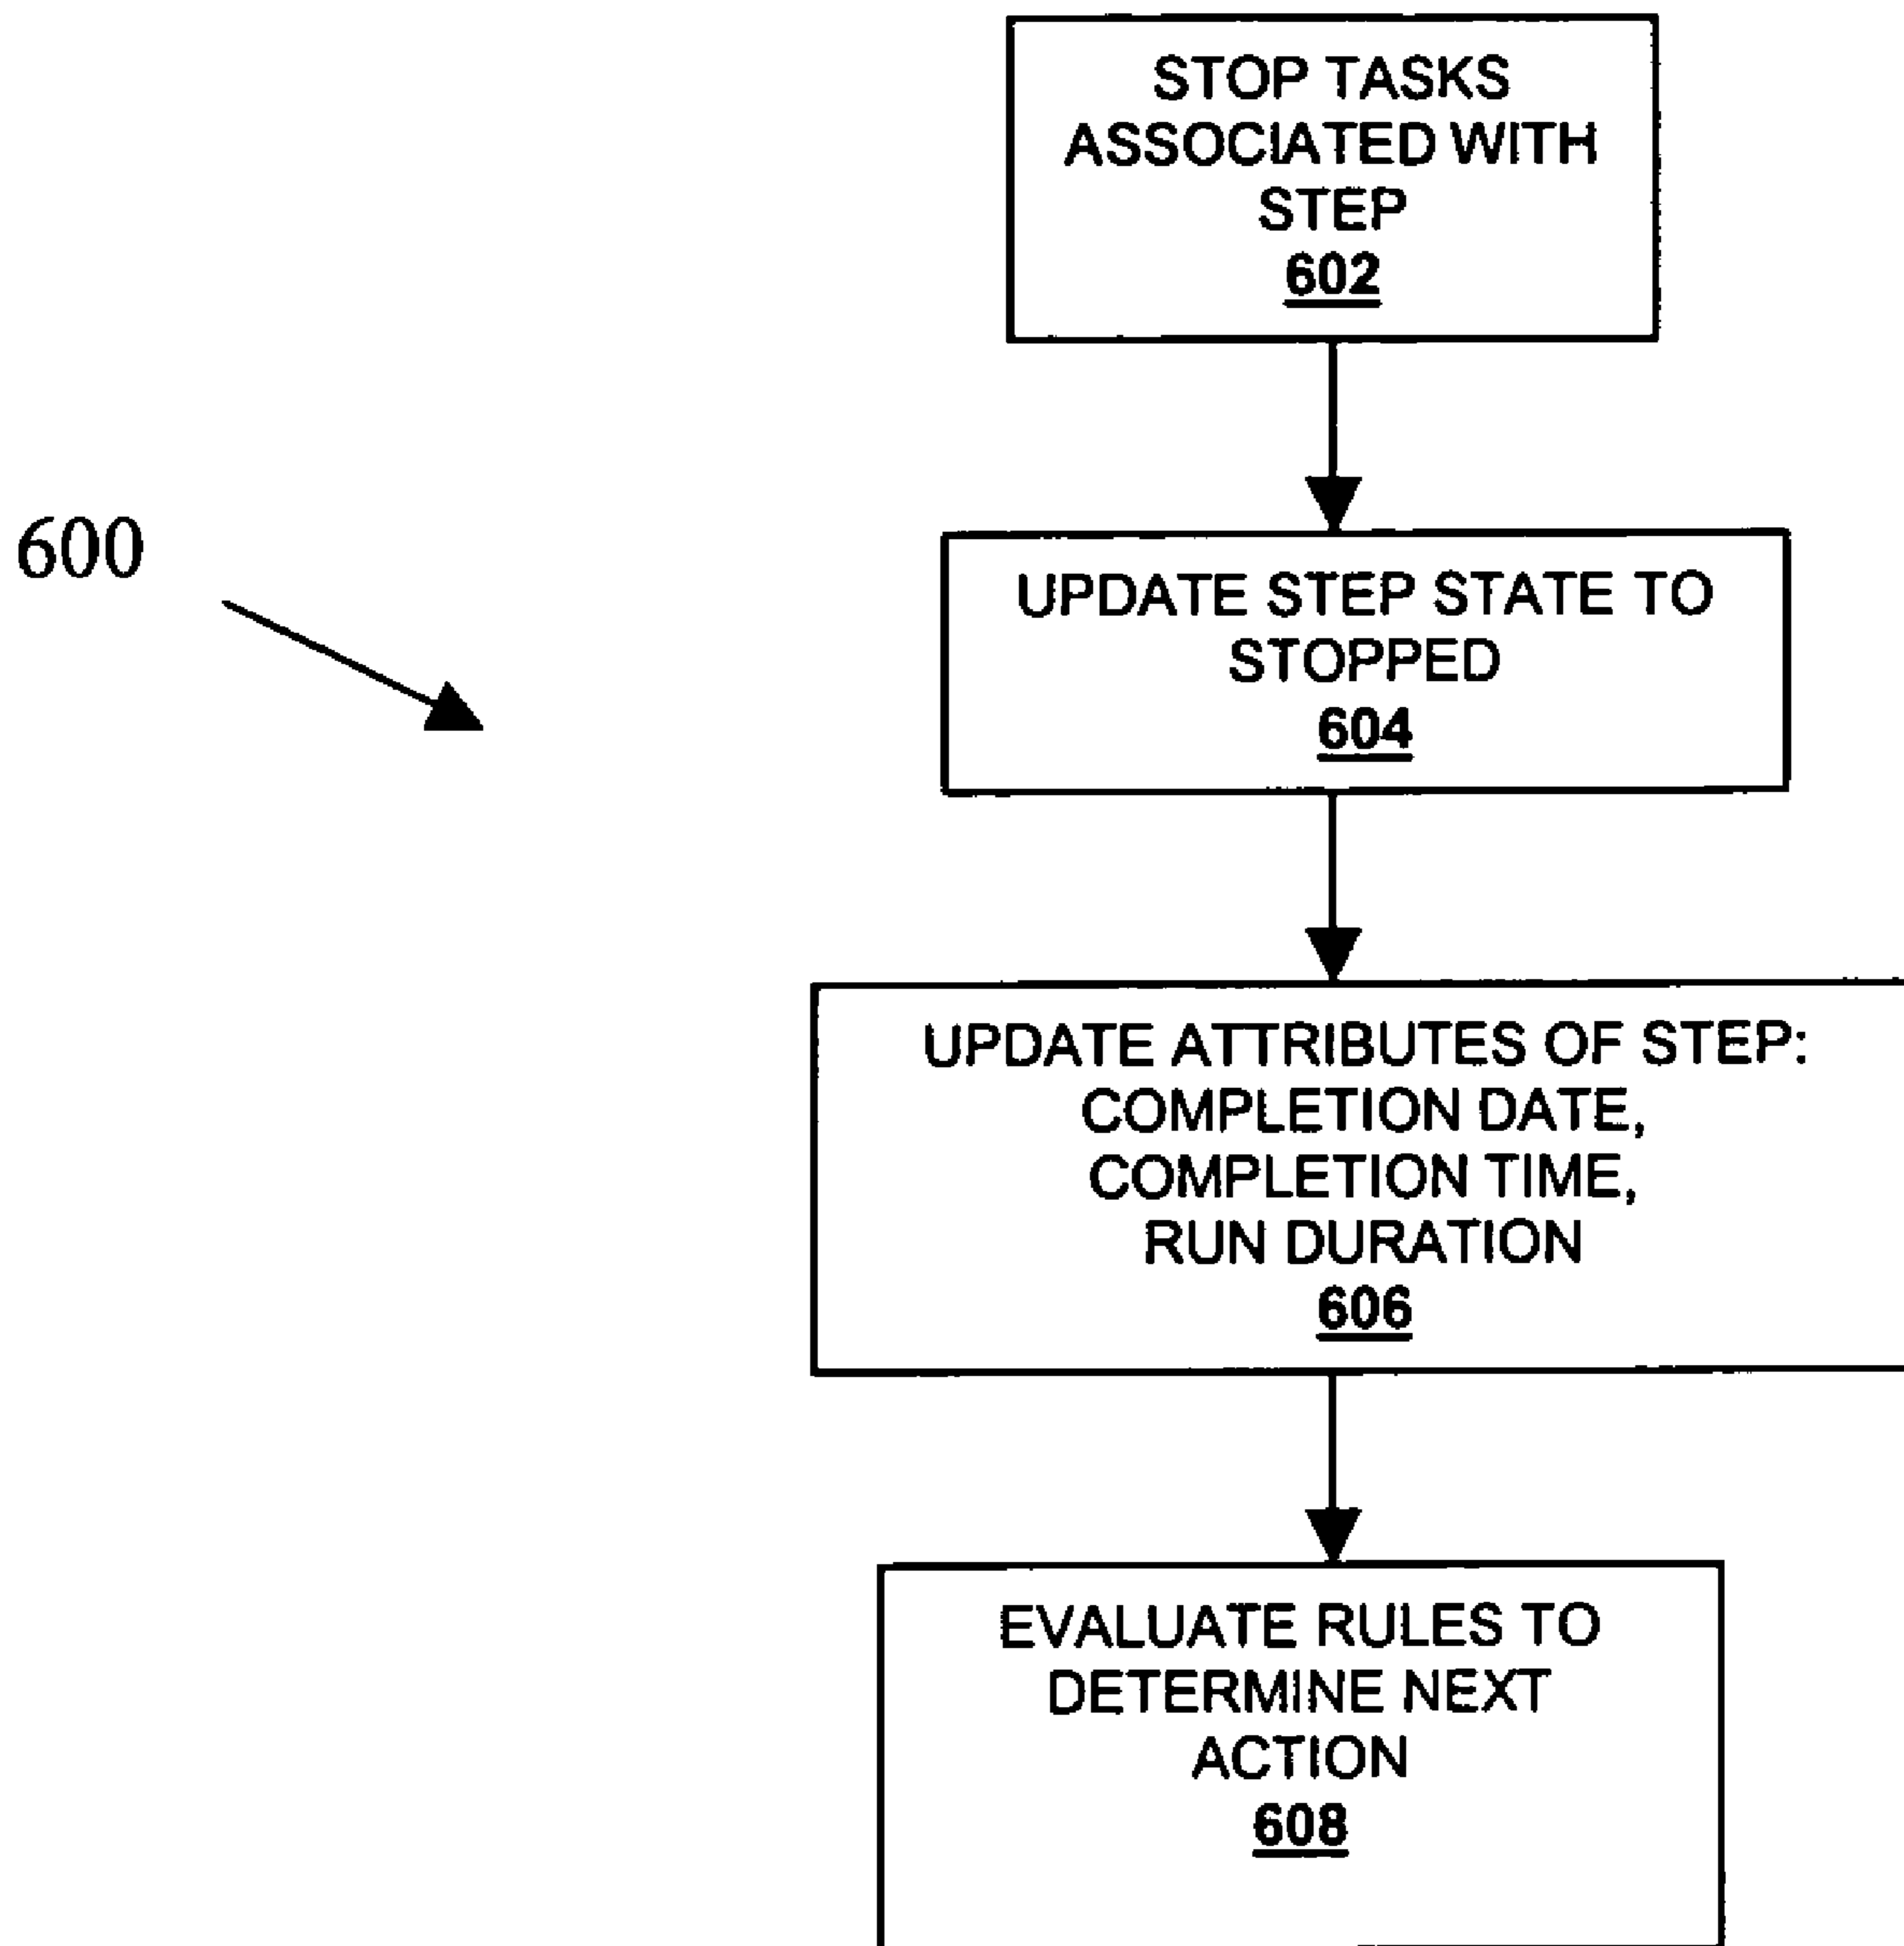 STOP TASKS
ASSOCIATED WITH
STEP
602
600
UPDATE STEP STATE TO
STOPPED
604
UPDATE ATTRIBUTES OF STEP:
COMPLETION DATE,
COMPLETION TIME,
RUN DURATION
606
EVALUATE RULES TO
DETERMINE NEXT
ACTION
608